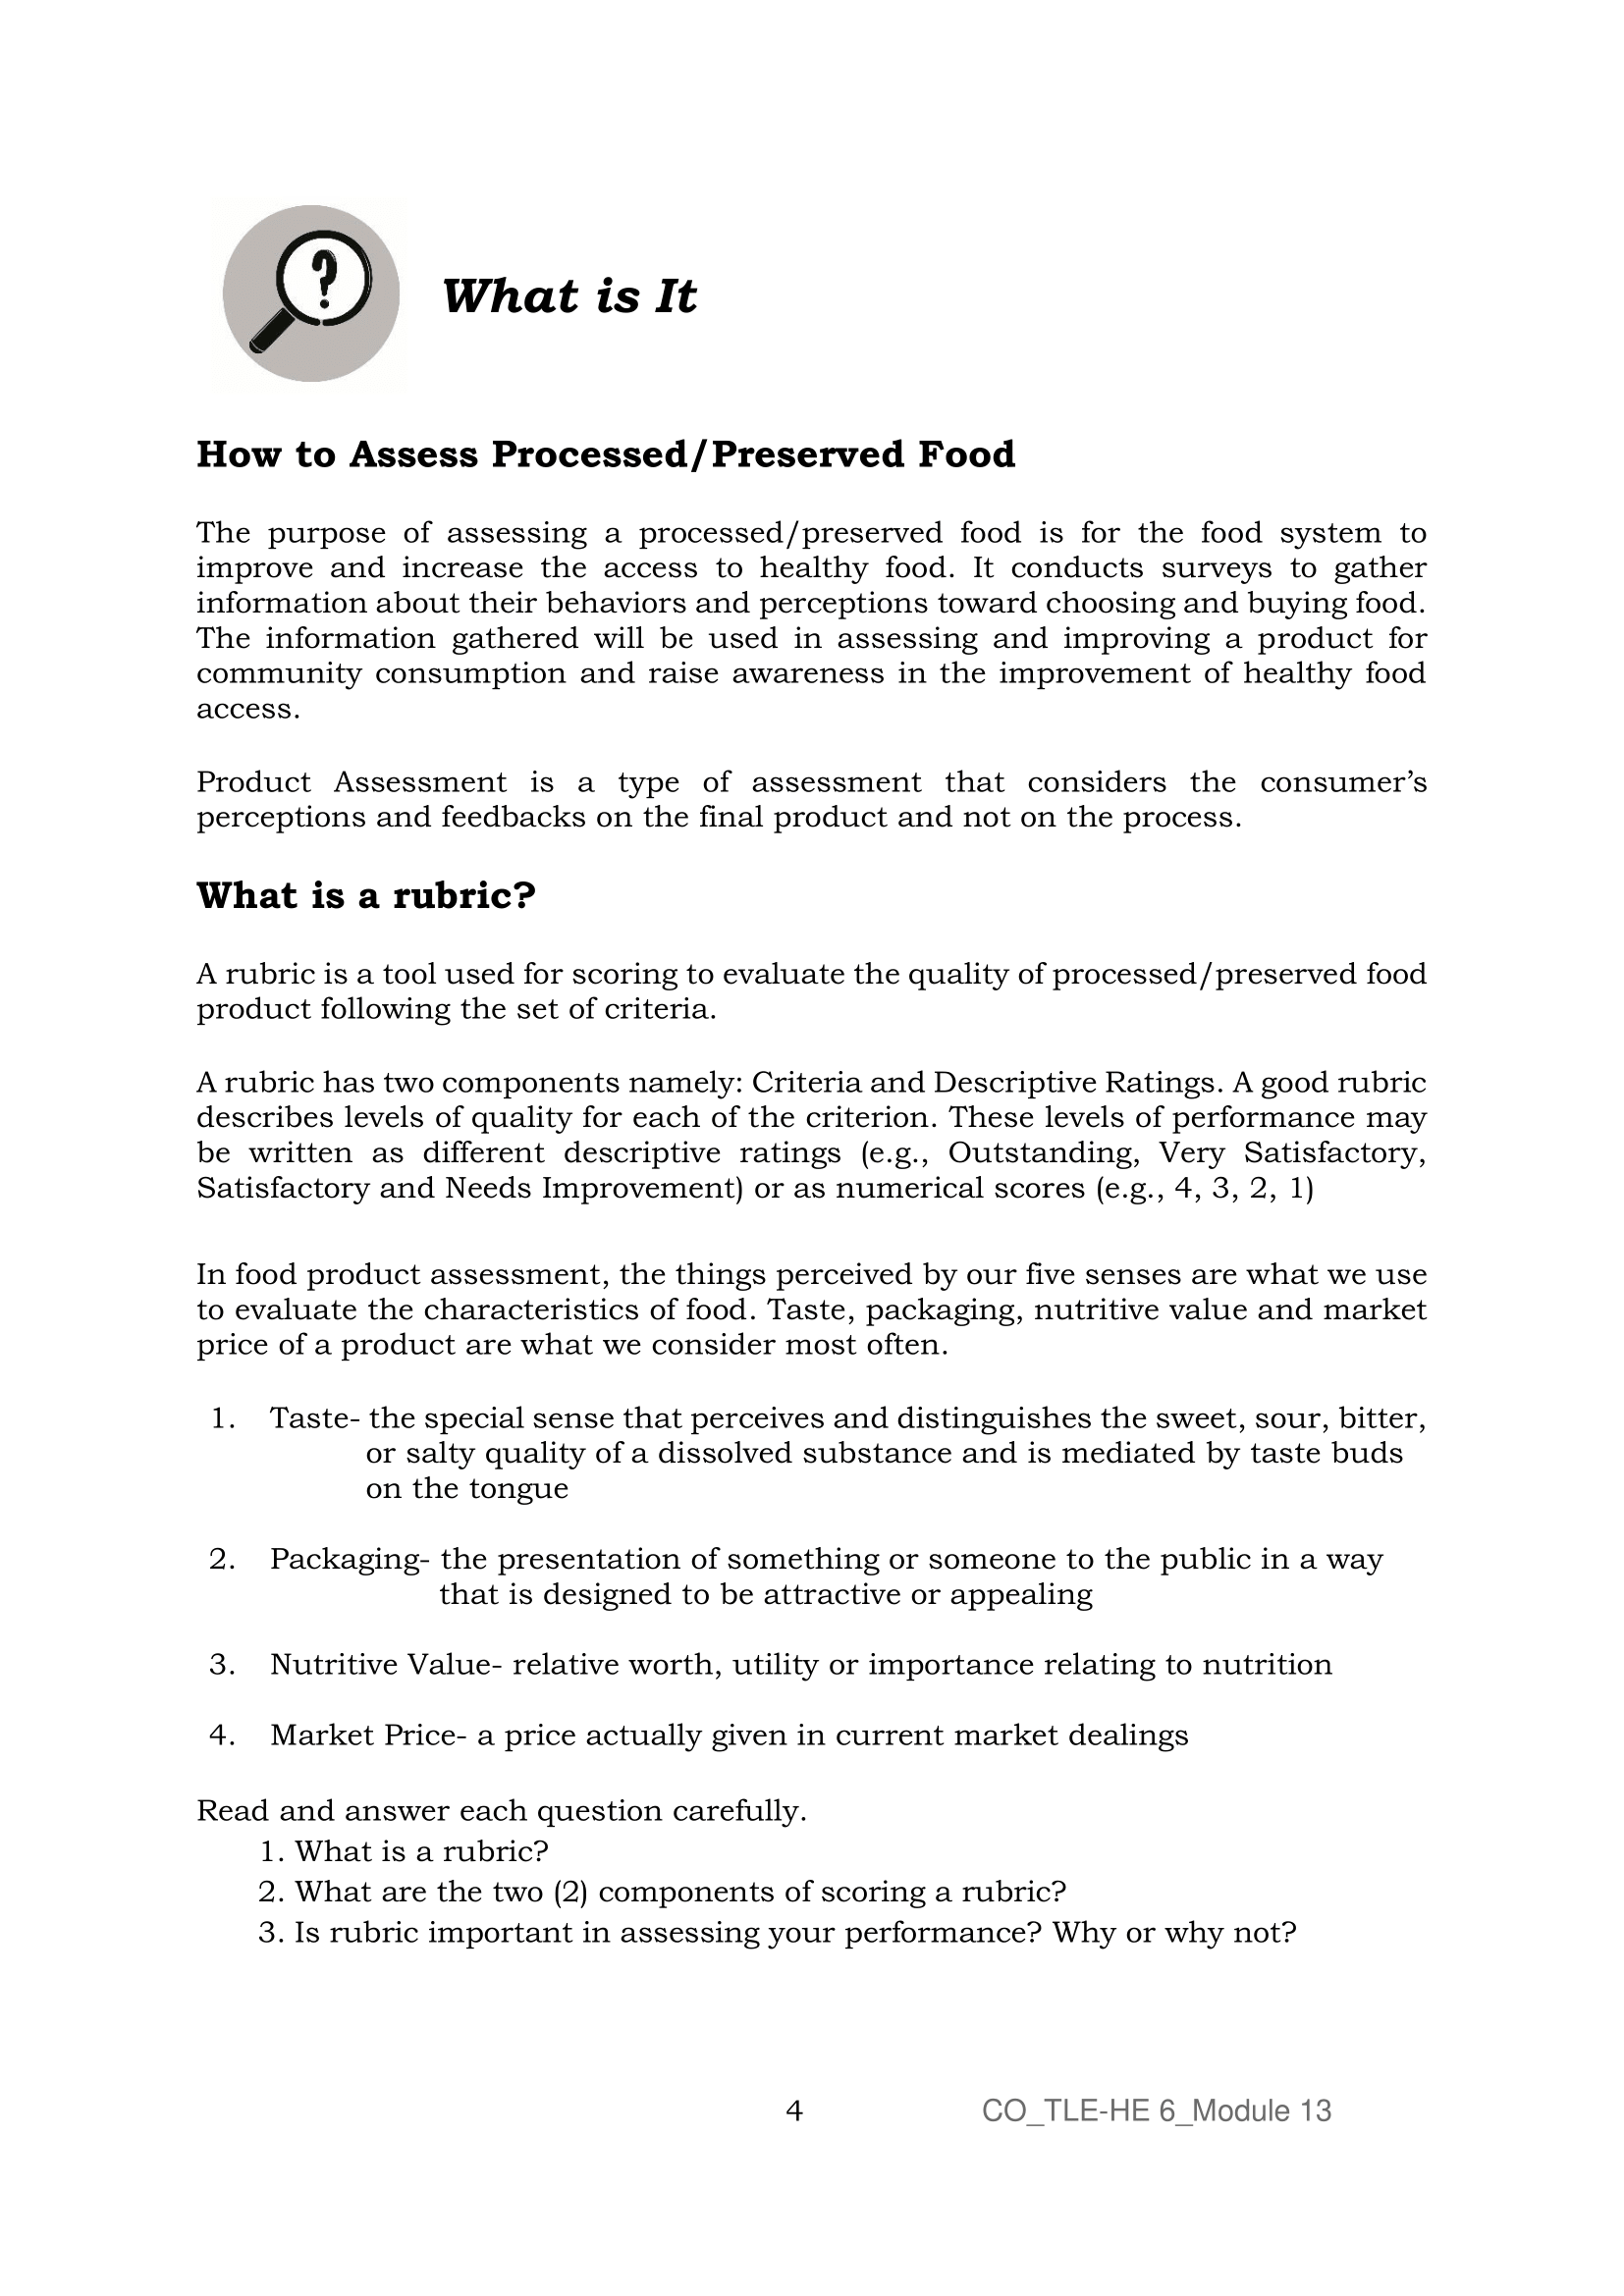 ?
What is It
How to Assess Processed/Preserved Food
The purpose of assessing a processed/preserved food is for the food system to
improve and increase the access to healthy food. It conducts surveys to gather
information about their behaviors and perceptions toward choosing and buying food.
The information gathered will be used in assessing and improving a product for
community consumption and raise awareness in the improvement of healthy food
access.
Product Assessment is a type of assessment that considers the consumer’s
perceptions and feedbacks on the final product and not on the process.
What is a rubric?
A rubric is a tool used for scoring to evaluate the quality of processed/preserved food
product following the set of criteria.
A rubric has two components namely: Criteria and Descriptive Ratings. A good rubric
describes levels of quality for each of the criterion. These levels of performance may
be written as different descriptive ratings (e.g., Outstanding, Very Satisfactory,
Satisfactory and Needs Improvement) or as numerical scores (e.g., 4, 3, 2, 1)
In food product assessment, the things perceived by our five senses are what we use
to evaluate the characteristics of food. Taste, packaging, nutritive value and market
price of a product are what we consider most often.
1. Taste- the special sense that perceives and distinguishes the sweet, sour, bitter,
or salty quality of a dissolved substance and is mediated by taste buds
on the tongue
2. Packaging- the presentation of something or someone to the public in a way
that is designed to be attractive or appealing
3. Nutritive Value- relative worth, utility or importance relating to nutrition
4. Market Price- a price actually given in current market dealings
Read and answer each question carefully.
1. What is a rubric?
2. What are the two (2) components of scoring a rubric?
3. Is rubric important in assessing your performance? Why or why not?
4
CO_TLE-HE 6_Module 13